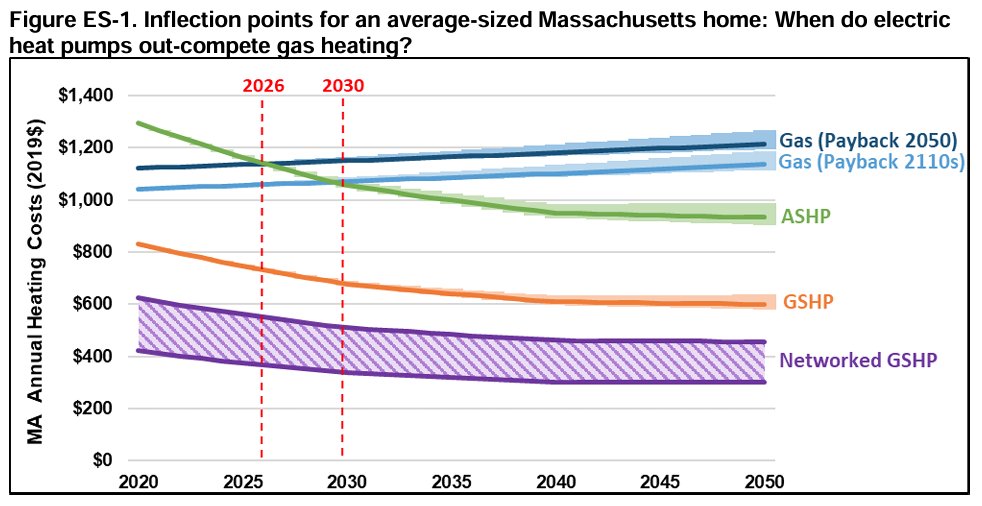 Figure ES-1. Inflection points for an average-sized Massachusetts home: When do electric
heat pumps out-compete gas heating?
2026
2030
MA Annual Heating Costs (2019$)
$1,400
$1,200
$1,000
$800
$600
$400
$200
$0
Gas (Payback 2050)
Gas (Payback 2110s)
ASHP
GSHP
Networked GSHP
2020
2025
2030
2035
2040
2045
2050